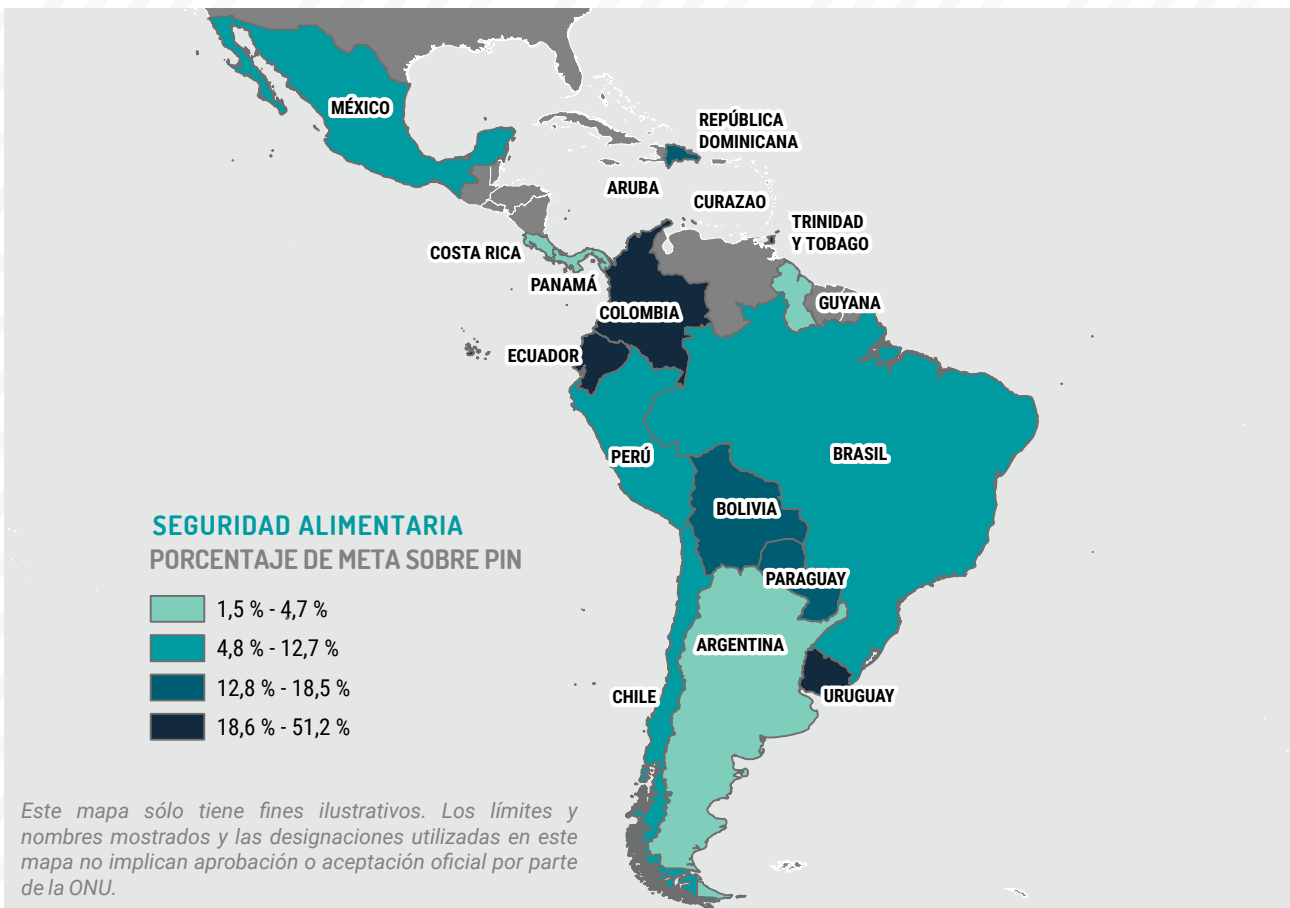 MÉXICO
REPÚBLICA
DOMINICANA
ARUBA
CURAZAO
TRINIDAD
Y TOBAGO
COSTA RICA
PANAMÁ
GUYANA
COLOMBIA
ECUADOR
PERÚ
BRASIL
BOLIVIA
PARAGUAY
ARGENTINA
CHILE
URUGUAY
SEGURIDAD ALIMENTARIA
PORCENTAJE DE META SOBRE PIN
1,5 % - 4,7 %
4,8 % - 12,7 %
12,8 % - 18,5 %
18,6 % - 51,2 %
Este mapa sólo tiene fines ilustrativos. Los límites y
nombres mostrados y las designaciones utilizadas en este
mapa no implican aprobación o aceptación oficial por parte
de la ONU.